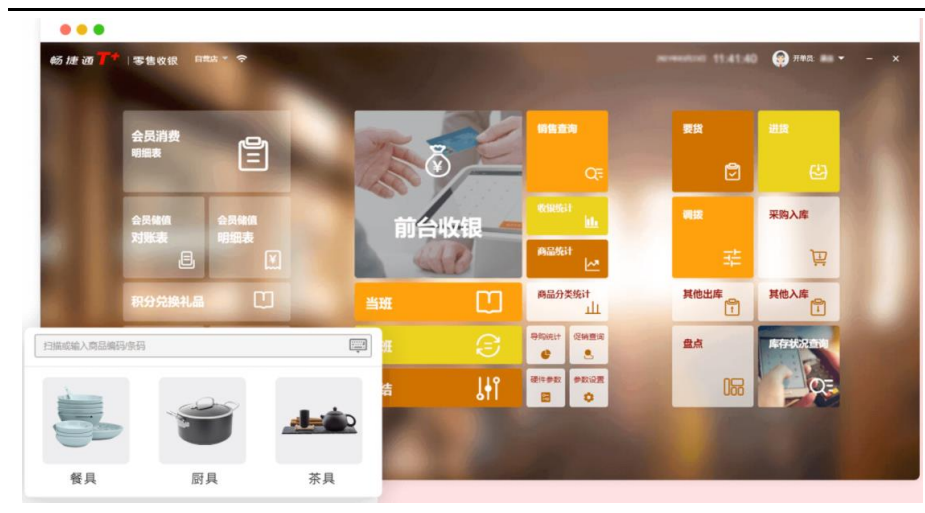 畅捷通 T+ | 零售收银 自营店
11:41:40 开单员
会员消费
明细表
会员储值
对账表
会员储值
明细表
积分兑换礼品
前台收银
当班
销售查询
收银统计
商品统计
商品分类统计
导购统计
促销查询
硬件参数
参数设置
要货
进货
调拨
采购入库
其他出库
其他入库
盘点
库存状况查询
扫描或输入商品编码/条码
餐具
厨具
茶具